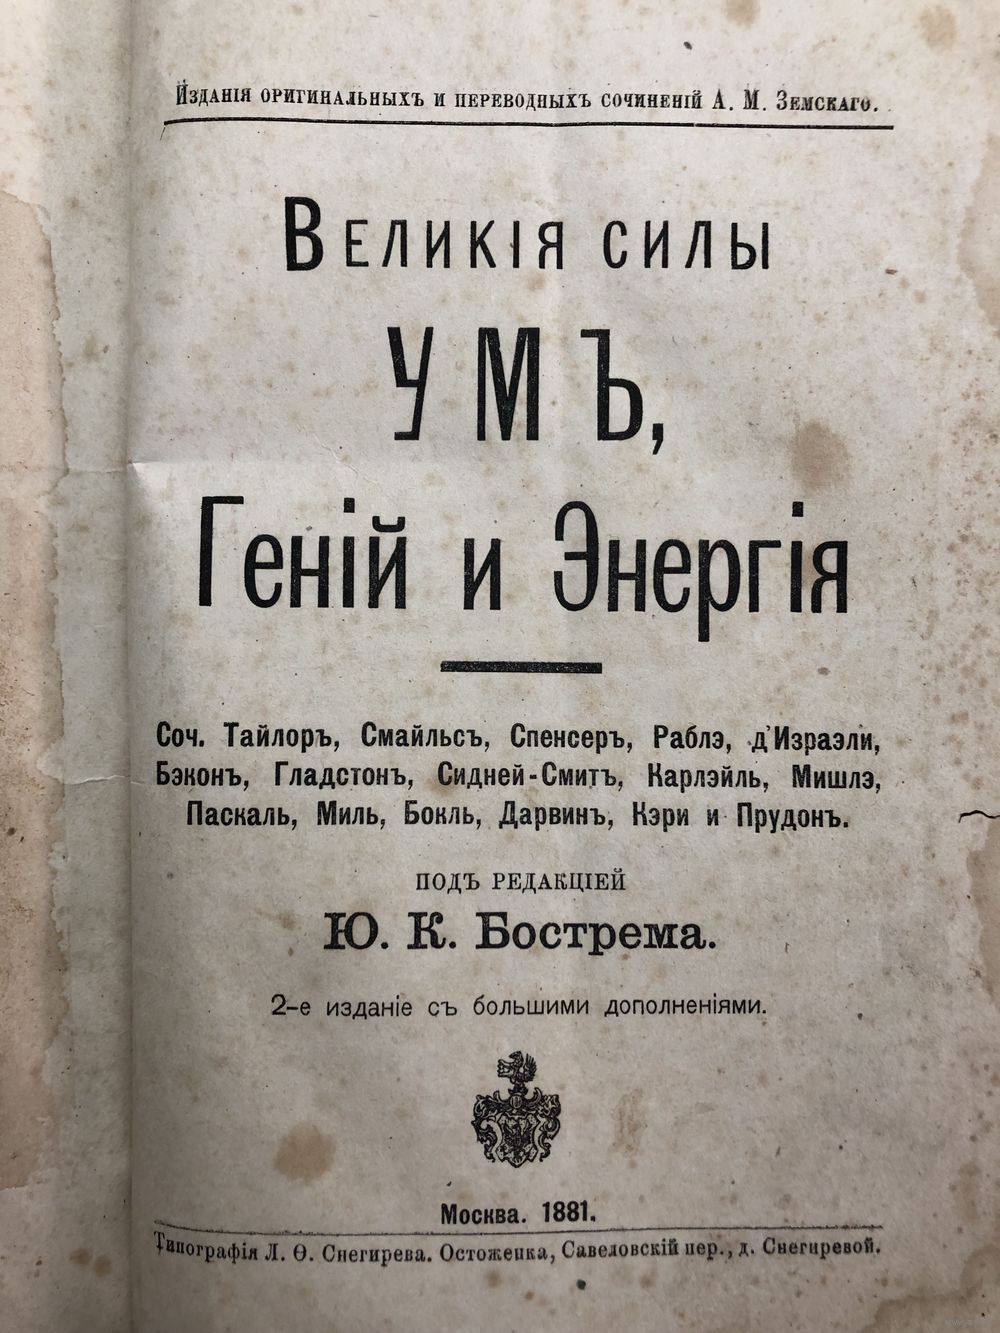 Изданія оригинальныхъ и переводныхъ сочиненій А. М. Земскаго.
Великія силы
УМЪ,
Геній и Энергія
Соч. Тайлоръ, Смайльсъ, Спенсеръ, Раблэ, д'Израэли,
Бэконъ, Гладстонъ, Сидней-Смитъ, Карлэйль, Мишлэ,
Паскаль, Миль, Бокль, Дарвинъ, Кэри и Прудонъ.
ПОДЪ РЕДАКЦІЕЙ
Ю. К. Бострема.
2-е изданіе съ большими дополненіями.
Москва. 1881.
Типографія Л. Ѳ. Снегирева. Остоженка, Савеловскій пер., д. Снегиревой.